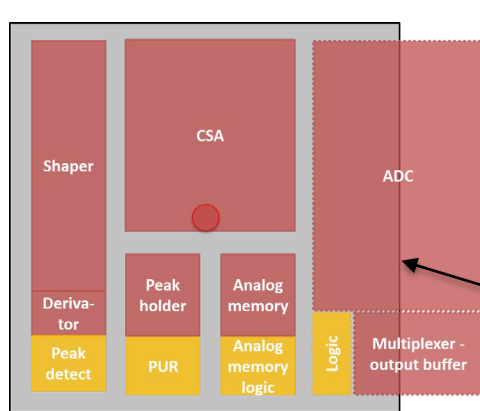 Shaper
Deriva-
tor
Peak
detect
CSA
Peak
holder
PUR
Analog
memory
Analog
memory
logic
ADC
Logic
Multiplexer -
output buffer